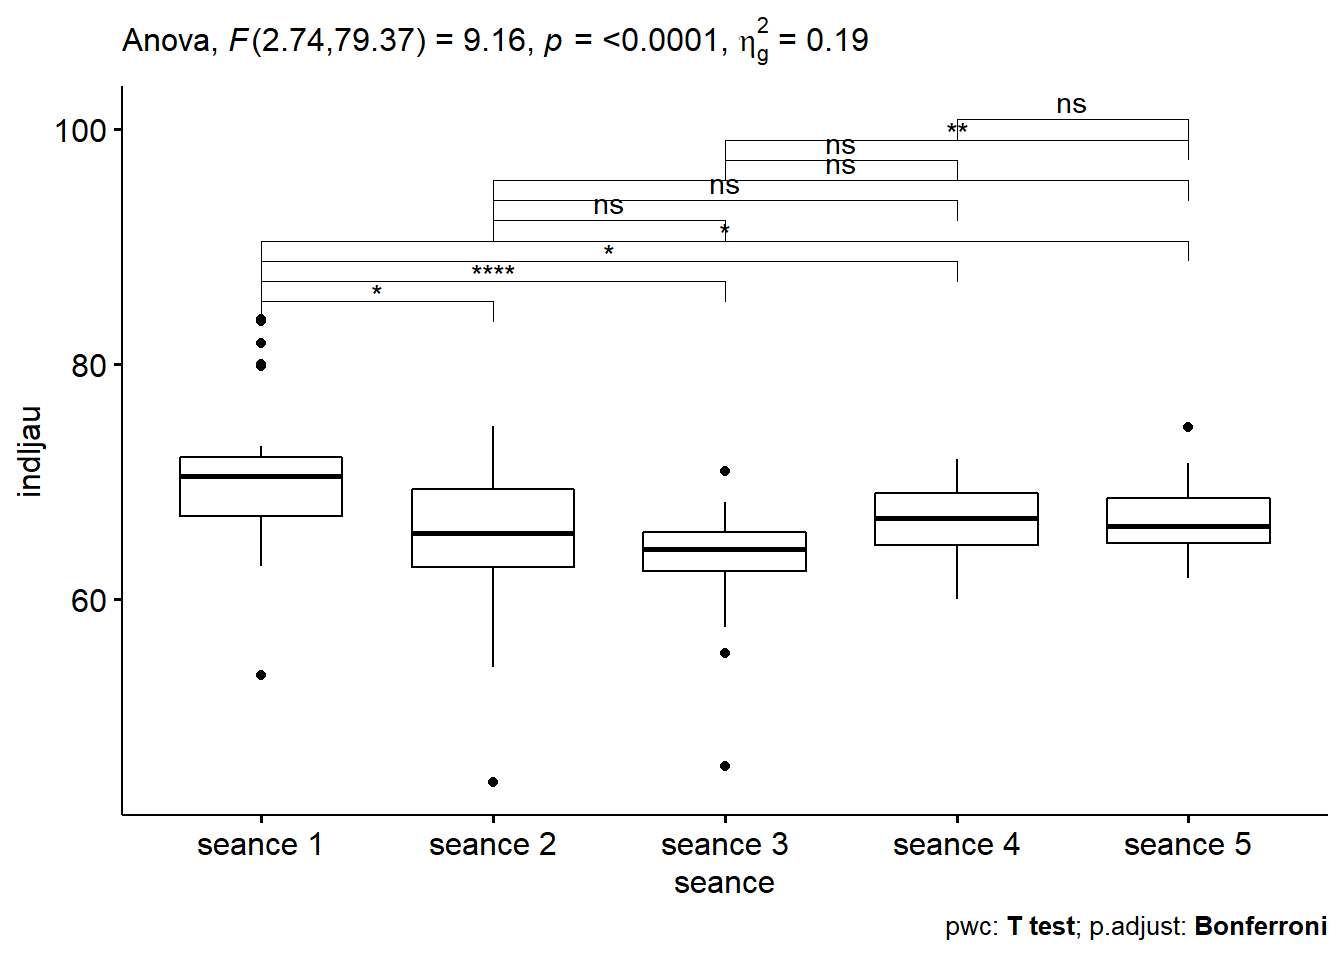 Anova, F(2.74,79.37) = 9.16, p = <0.0001, η²g = 0.19
ns
**
100
ns
ns
ns
ns
*
*
****
*
80
indljau
60
seance 1 seance 2 seance 3 seance 4 seance 5
seance
pwc: T test; p.adjust: Bonferroni